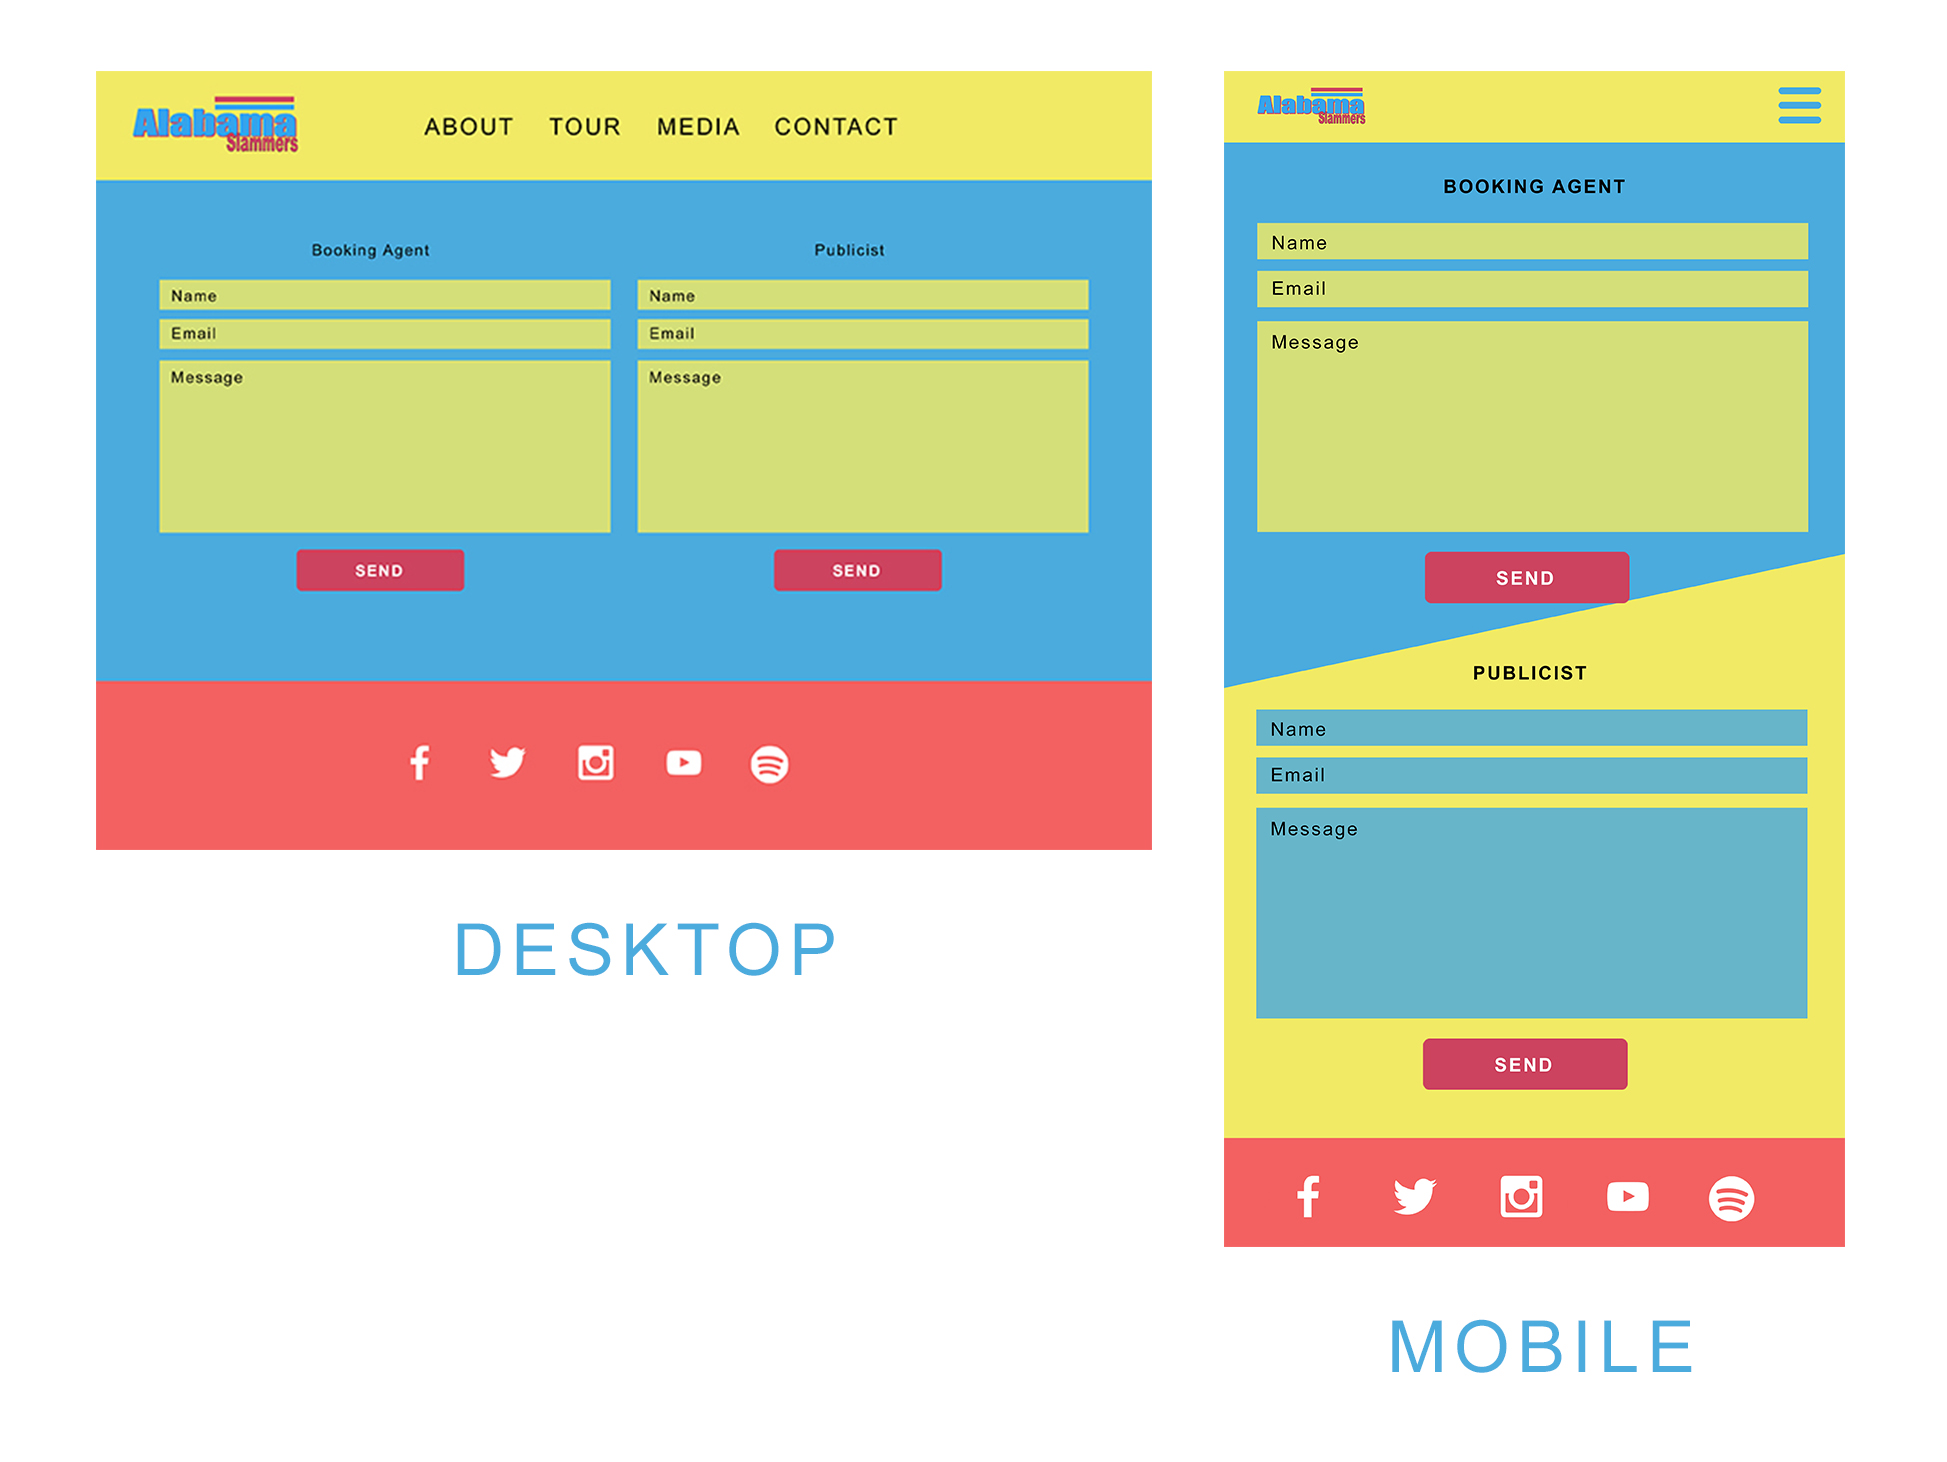 Alabama
Slammers
ABOUT TOUR MEDIA CONTACT
Booking Agent
Name
Email
Message
SEND
Publicist
Name
Email
Message
SEND
DESKTOP
Alabama
Slammers
BOOKING AGENT
Name
Email
Message
SEND
PUBLICIST
Name
Email
Message
SEND
MOBILE